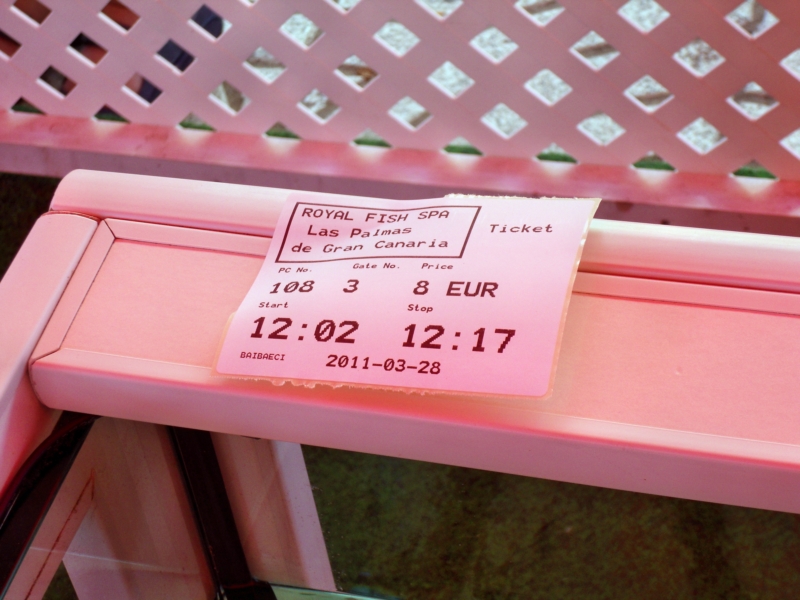 ROYAL FISH SPA
Las Palmas
de Gran Canaria
Ticket
PC No. Gate No. Price
108 3 8 EUR
Start Stop
12:02 12:17
BAIBAECI 2011-03-28